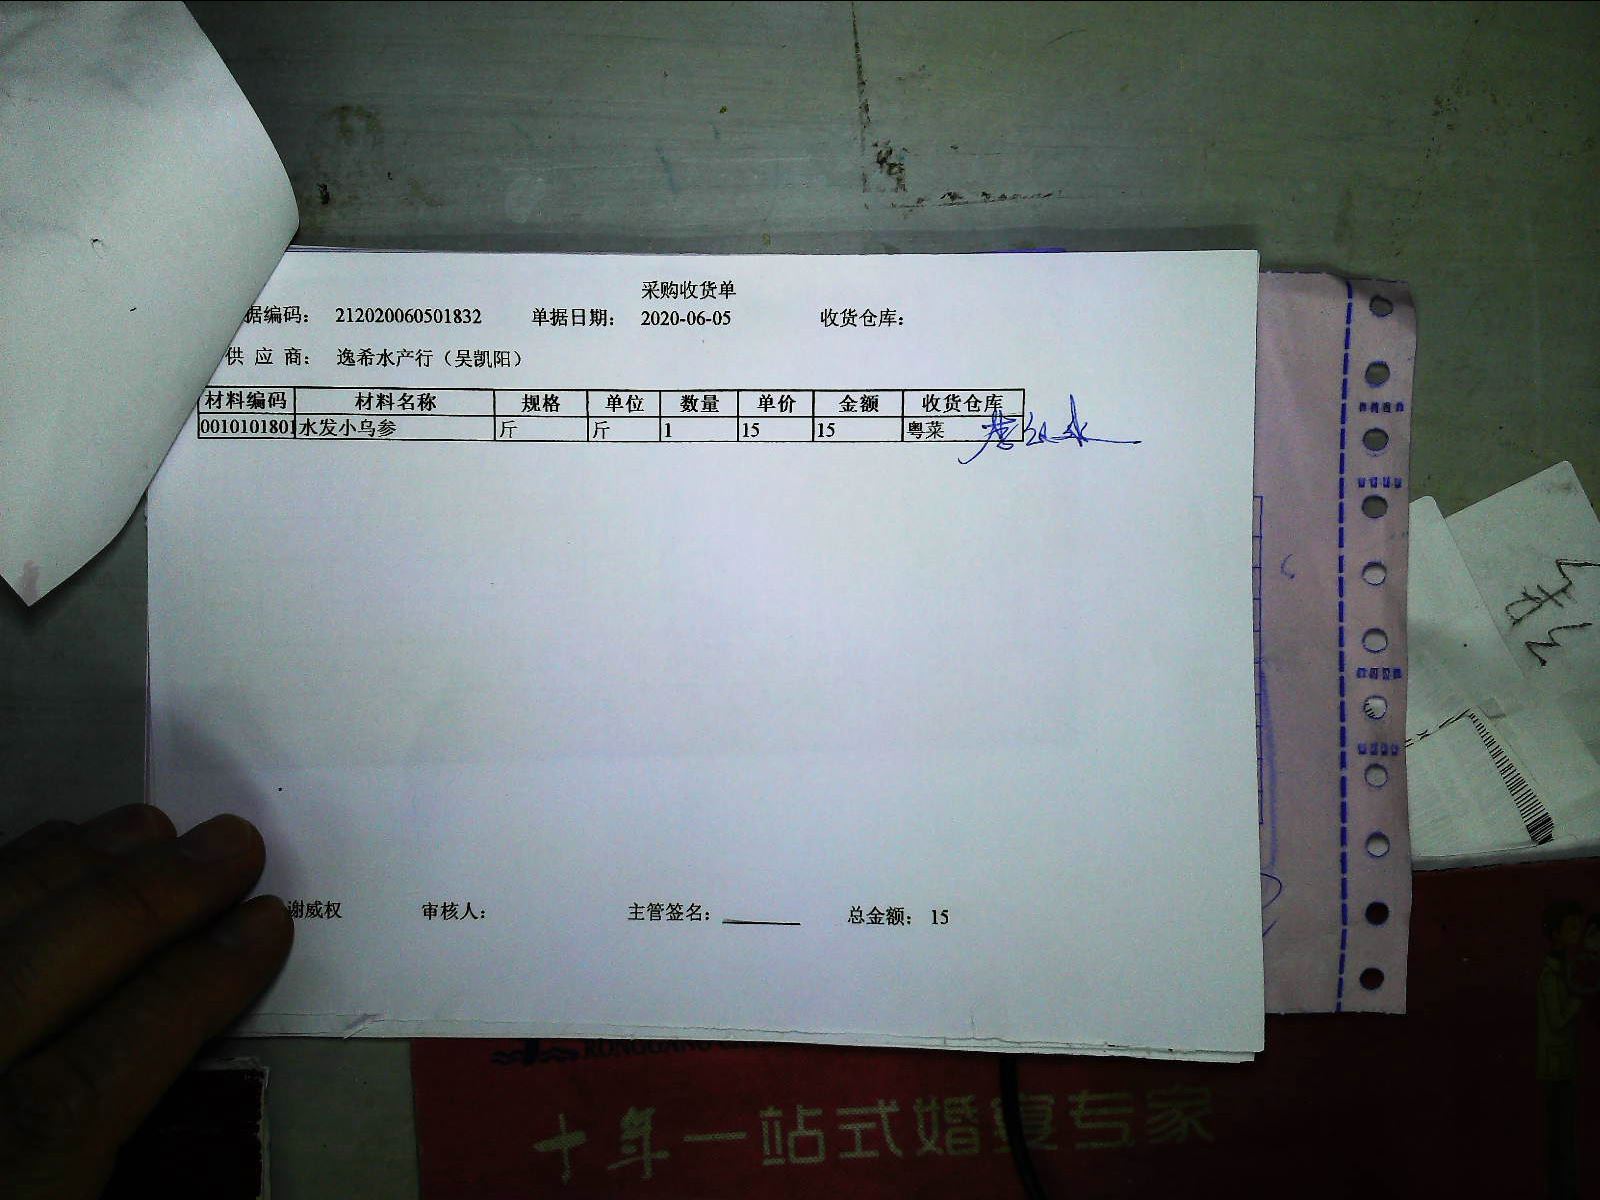 采购收货单
据编码： 212020060501832 单据日期： 2020-06-05 收货仓库：
供 应 商： 逸希水产行（吴凯阳）
材料编码 材料名称 规格 单位 数量 单价 金额 收货仓库
0010101801 水发小乌参 斤 斤 1 15 15 粤菜
谢威权 审核人： 主管签名： 总金额： 15
十年一站式婚宴专家